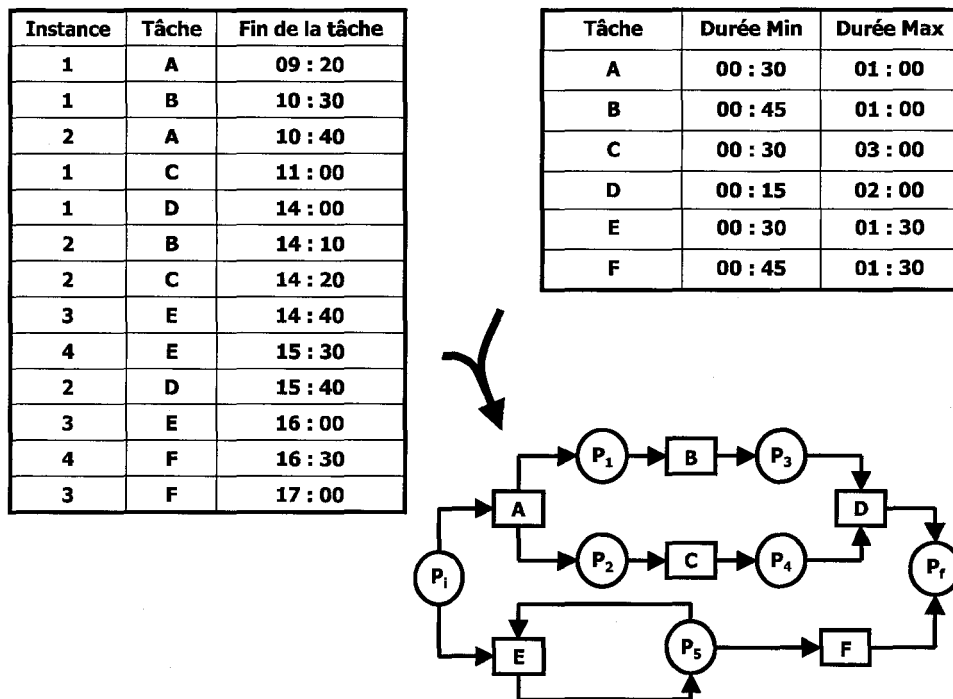 Instance Tâche Fin de la tâche
1 A 09 : 20
1 B 10 : 30
2 A 10 : 40
1 C 11 : 00
1 D 14 : 00
2 B 14 : 10
2 C 14 : 20
3 E 14 : 40
4 E 15 : 30
2 D 15 : 40
3 E 16 : 00
4 F 16 : 30
3 F 17 : 00
Tâche Durée Min Durée Max
A 00 : 30 01 : 00
B 00 : 45 01 : 00
C 00 : 30 03 : 00
D 00 : 15 02 : 00
E 00 : 30 01 : 30
F 00 : 45 01 : 30
P1 B P3
A D
Pi P2 C P4 Pf
E P5 F